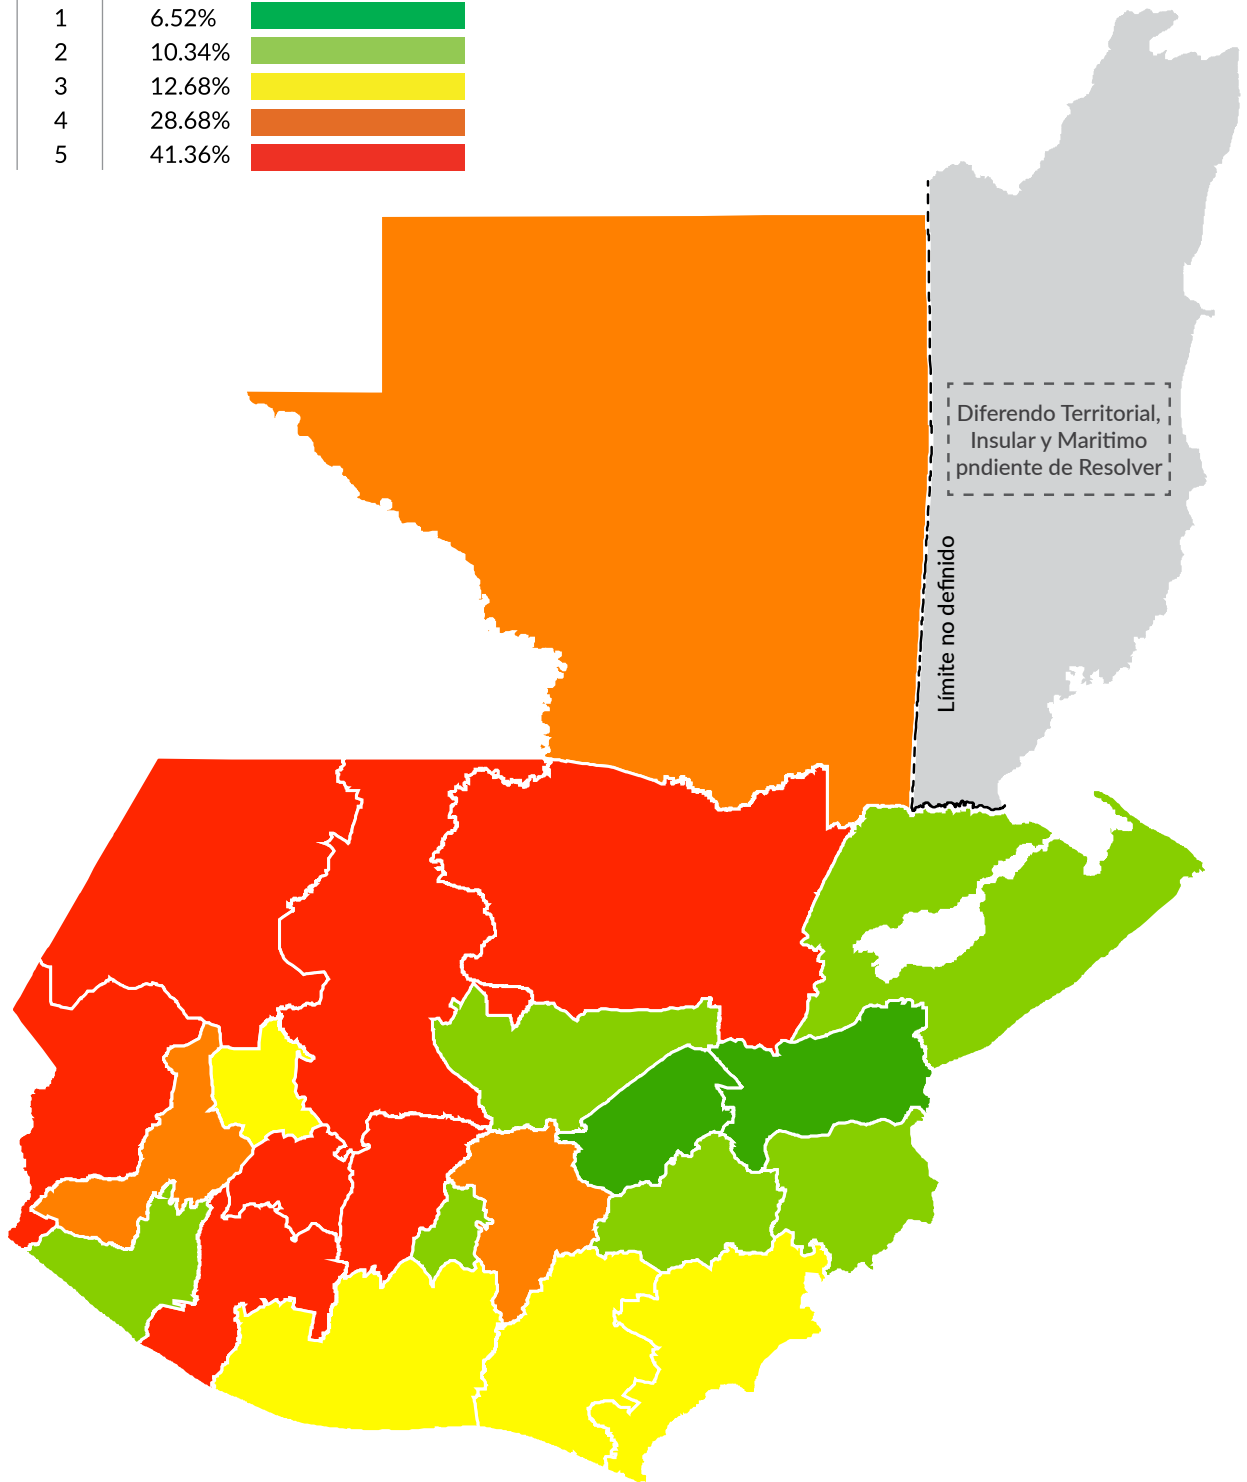 1 6.52%
2 10.34%
3 12.68%
4 28.68%
5 41.36%
Diferendo Territorial,
Insular y Maritimo
pndiente de Resolver
Límite no definido